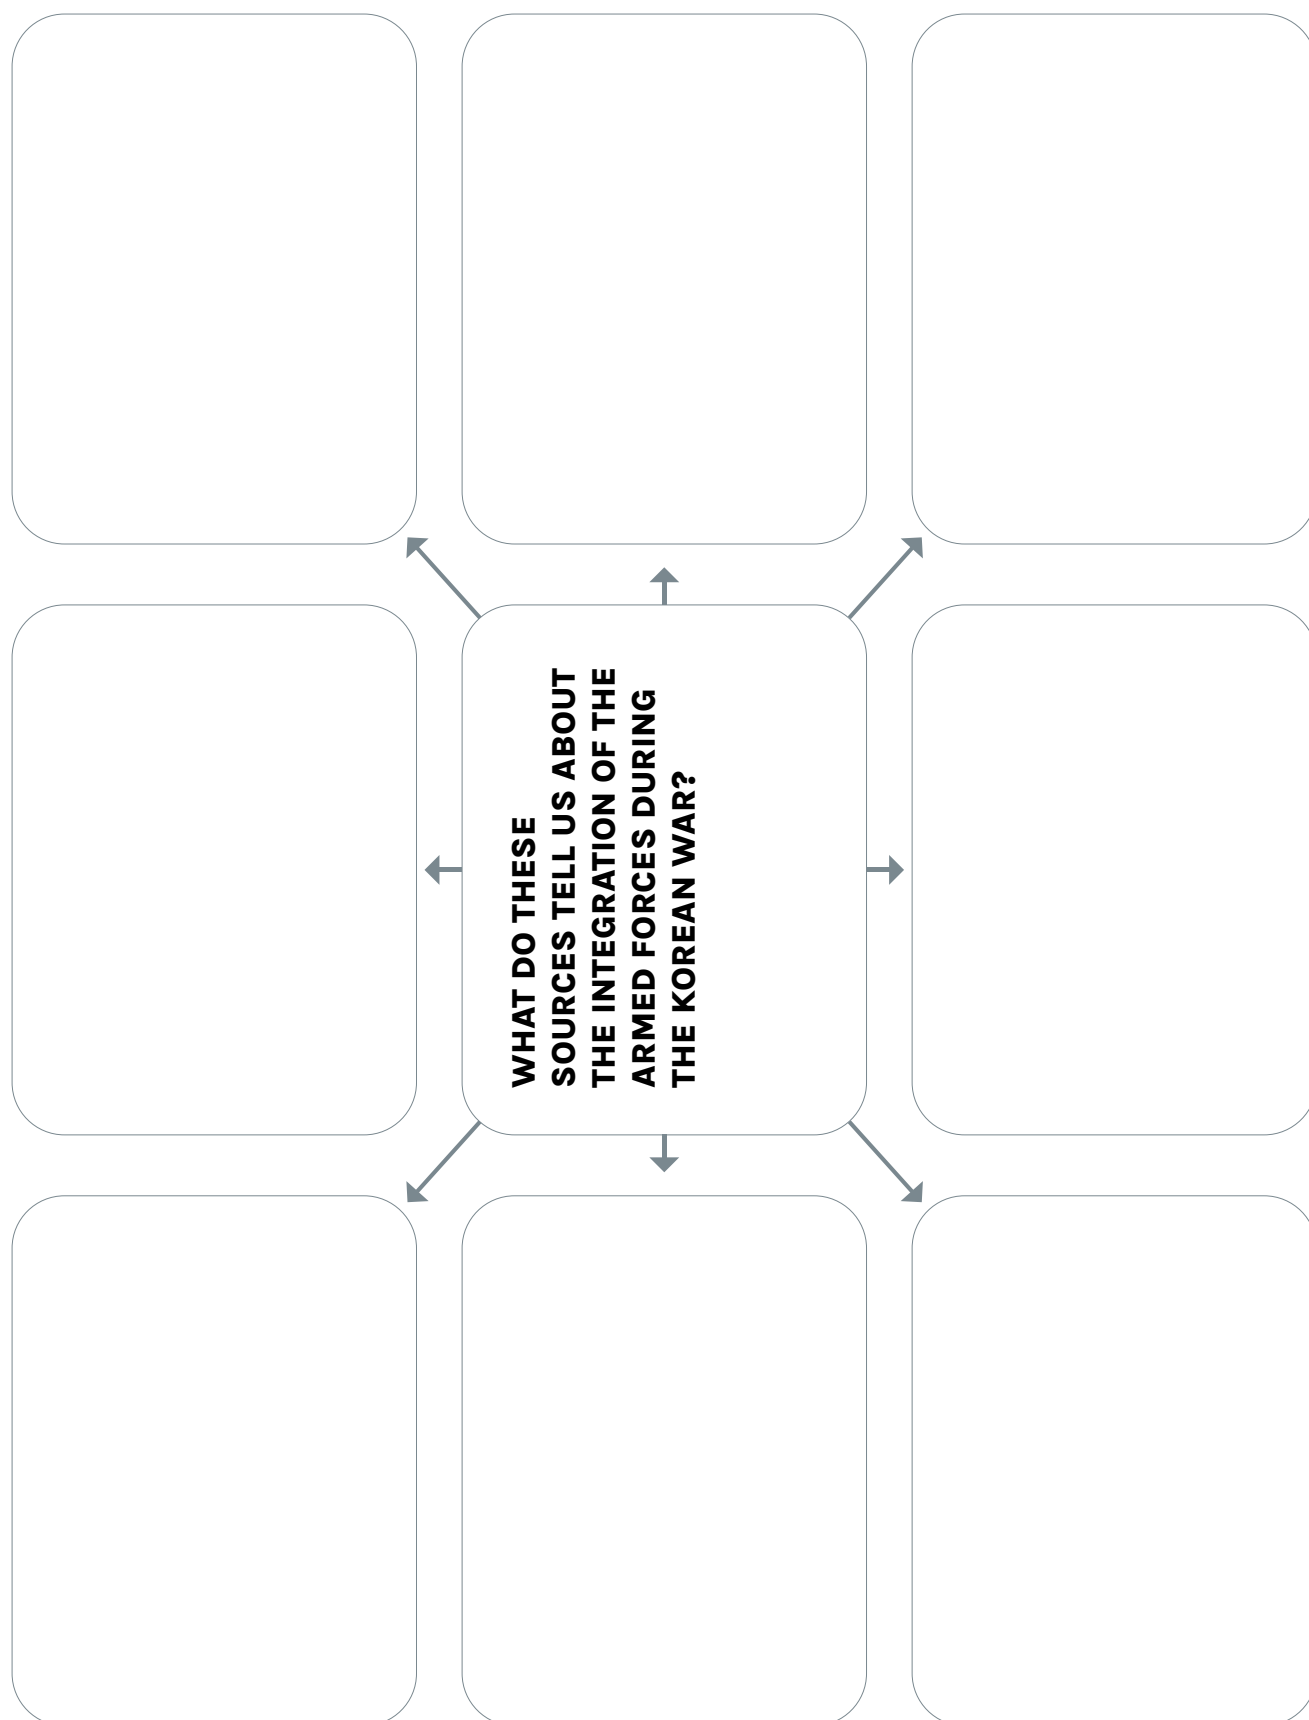 WHAT DO THESE
SOURCES TELL US ABOUT
THE INTEGRATION OF THE
ARMED FORCES DURING
THE KOREAN WAR?